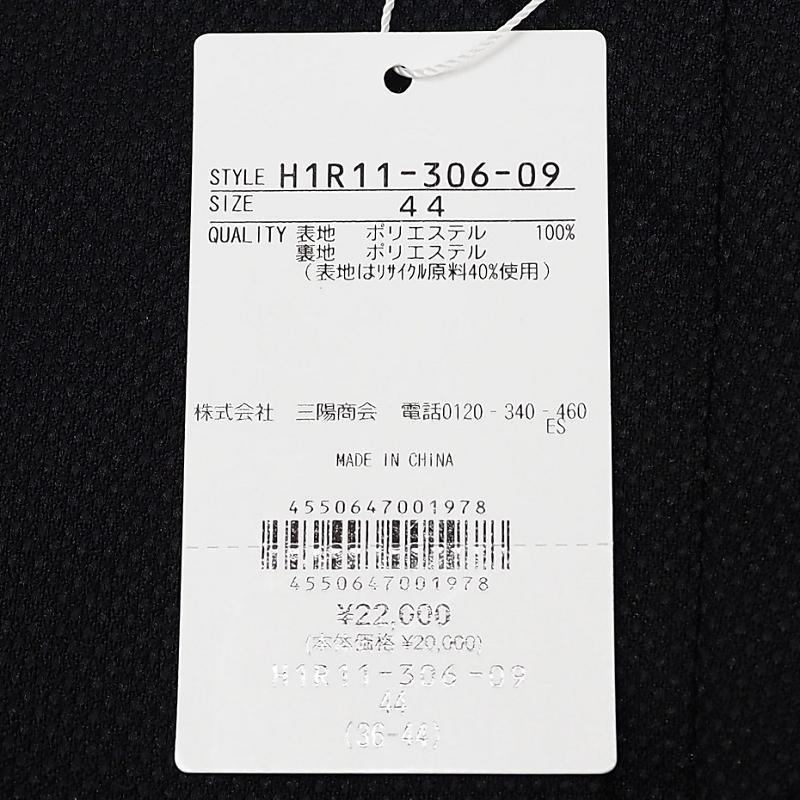 STYLE H1R11-306-09
SIZE 44
QUALITY 表地 ポリエステル 100%
裏地 ポリエステル
(表地はﾘｻｲｸﾙ原料40%使用)
株式会社 三陽商会 電話0120-340-460
ES
MADE IN CHINA
4550647001978
4550647001978
¥22,000
(本体価格 ¥20,000)
H1R11-306-09
44
(36-44)